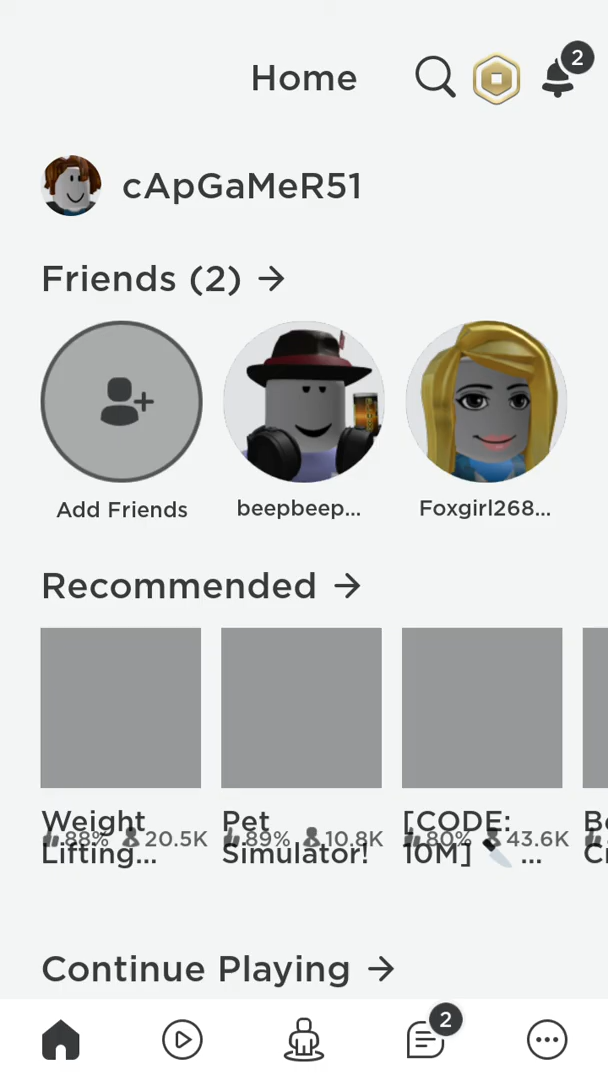 2
Home
cApGaMeR51
Friends (2) →
Add Friends
beepbeep...
Foxgirl268...
Recommended →
Weight
88% 20.5K
Lifting...
Pet
89% 10.8K
Simulator!
[CODE:
80% 43.6K
10M] 🔪 ...
Continue Playing →
2